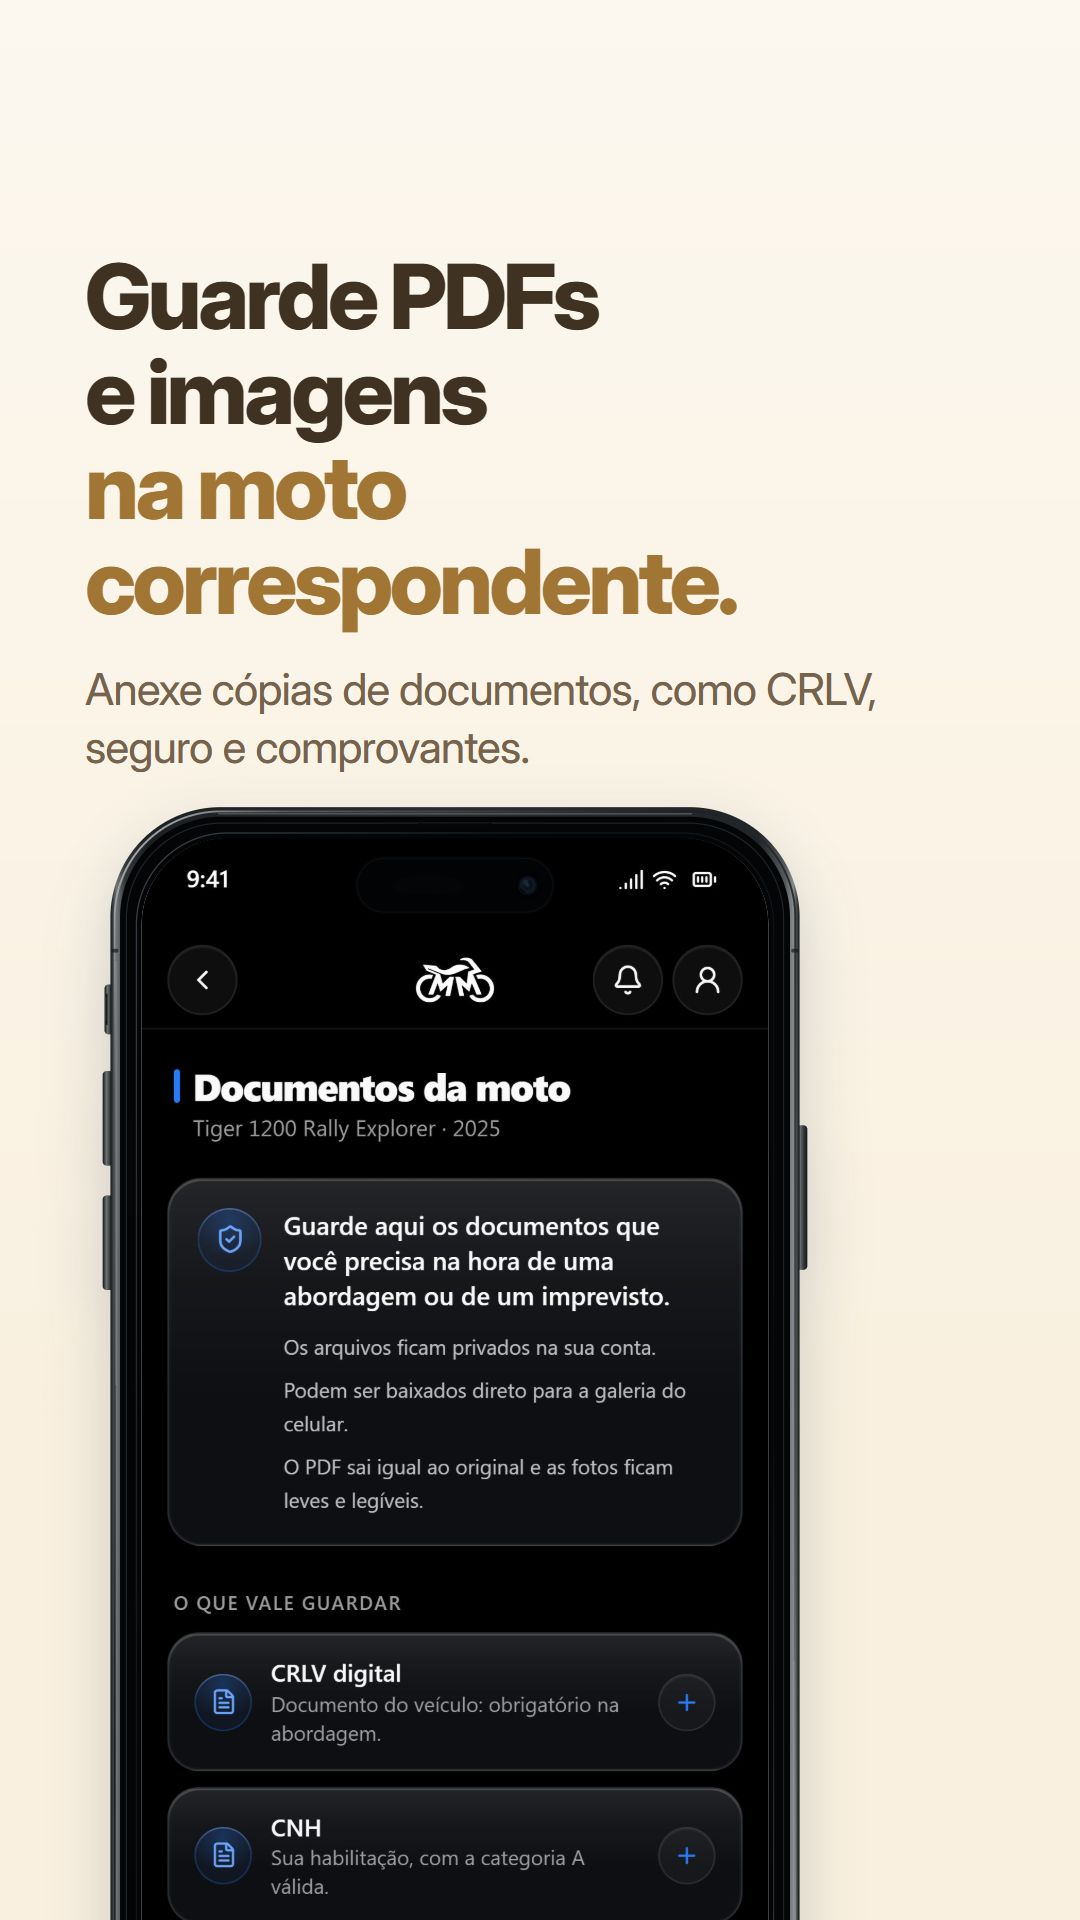 Guarde PDFs
e imagens
na moto
correspondente.
Anexe cópias de documentos, como CRLV,
seguro e comprovantes.
9:41
MM
Documentos da moto
Tiger 1200 Rally Explorer · 2025
Guarde aqui os documentos que
você precisa na hora de uma
abordagem ou de um imprevisto.
Os arquivos ficam privados na sua conta.
Podem ser baixados direto para a galeria do
celular.
O PDF sai igual ao original e as fotos ficam
leves e legíveis.
O QUE VALE GUARDAR
CRLV digital
Documento do veículo: obrigatório na
abordagem.
CNH
Sua habilitação, com a categoria A
válida.